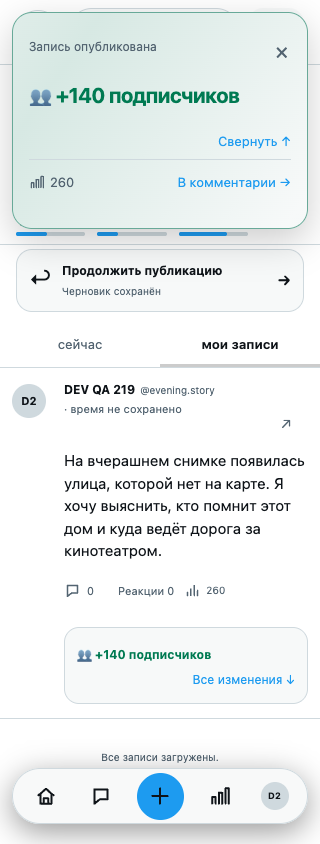 Запись опубликована
+140 подписчиков
Свернуть ↑
260
В комментарии →
Продолжить публикацию →
Черновик сохранён
сейчас
мои записи
D2
DEV QA 219 @evening.story
· время не сохранено
На вчерашнем снимке появилась
улица, которой нет на карте. Я
хочу выяснить, кто помнит этот
дом и куда ведёт дорога за
кинотеатром.
0 Реакции 0 260
+140 подписчиков
Все изменения ↓
Все записи загружены.
D2